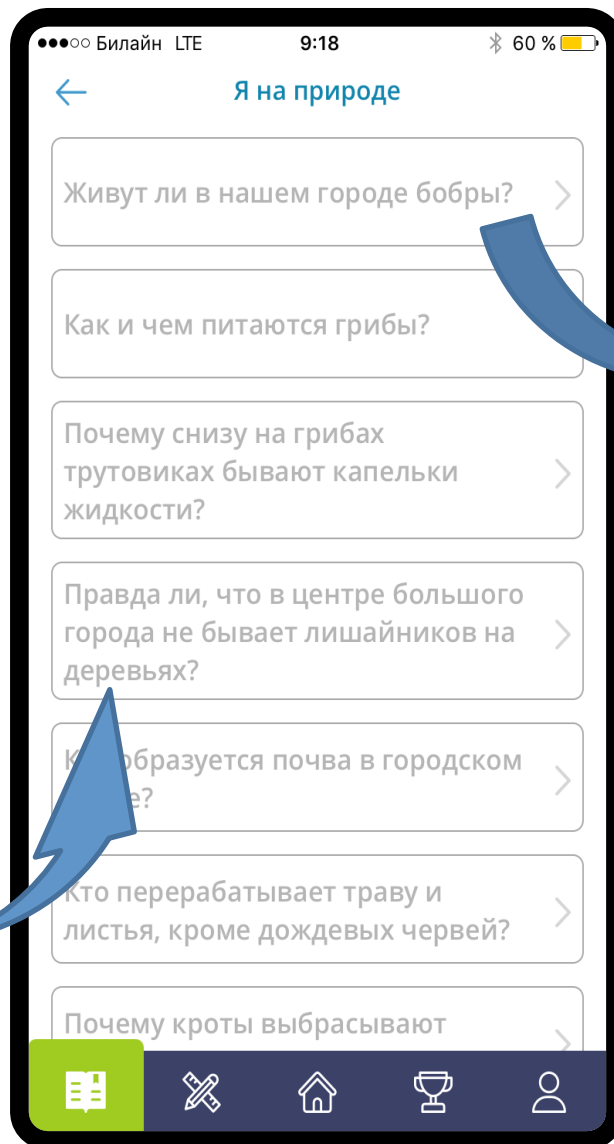 Билайн LTE 9:18 60 %
Я на природе
Живут ли в нашем городе бобры?
Как и чем питаются грибы?
Почему снизу на грибах
трутовиках бывают капельки
жидкости?
Правда ли, что в центре большого
города не бывает лишайников на
деревьях?
образуется почва в городском
Кто перерабатывает траву и
листья, кроме дождевых червей?
Почему кроты выбрасывают